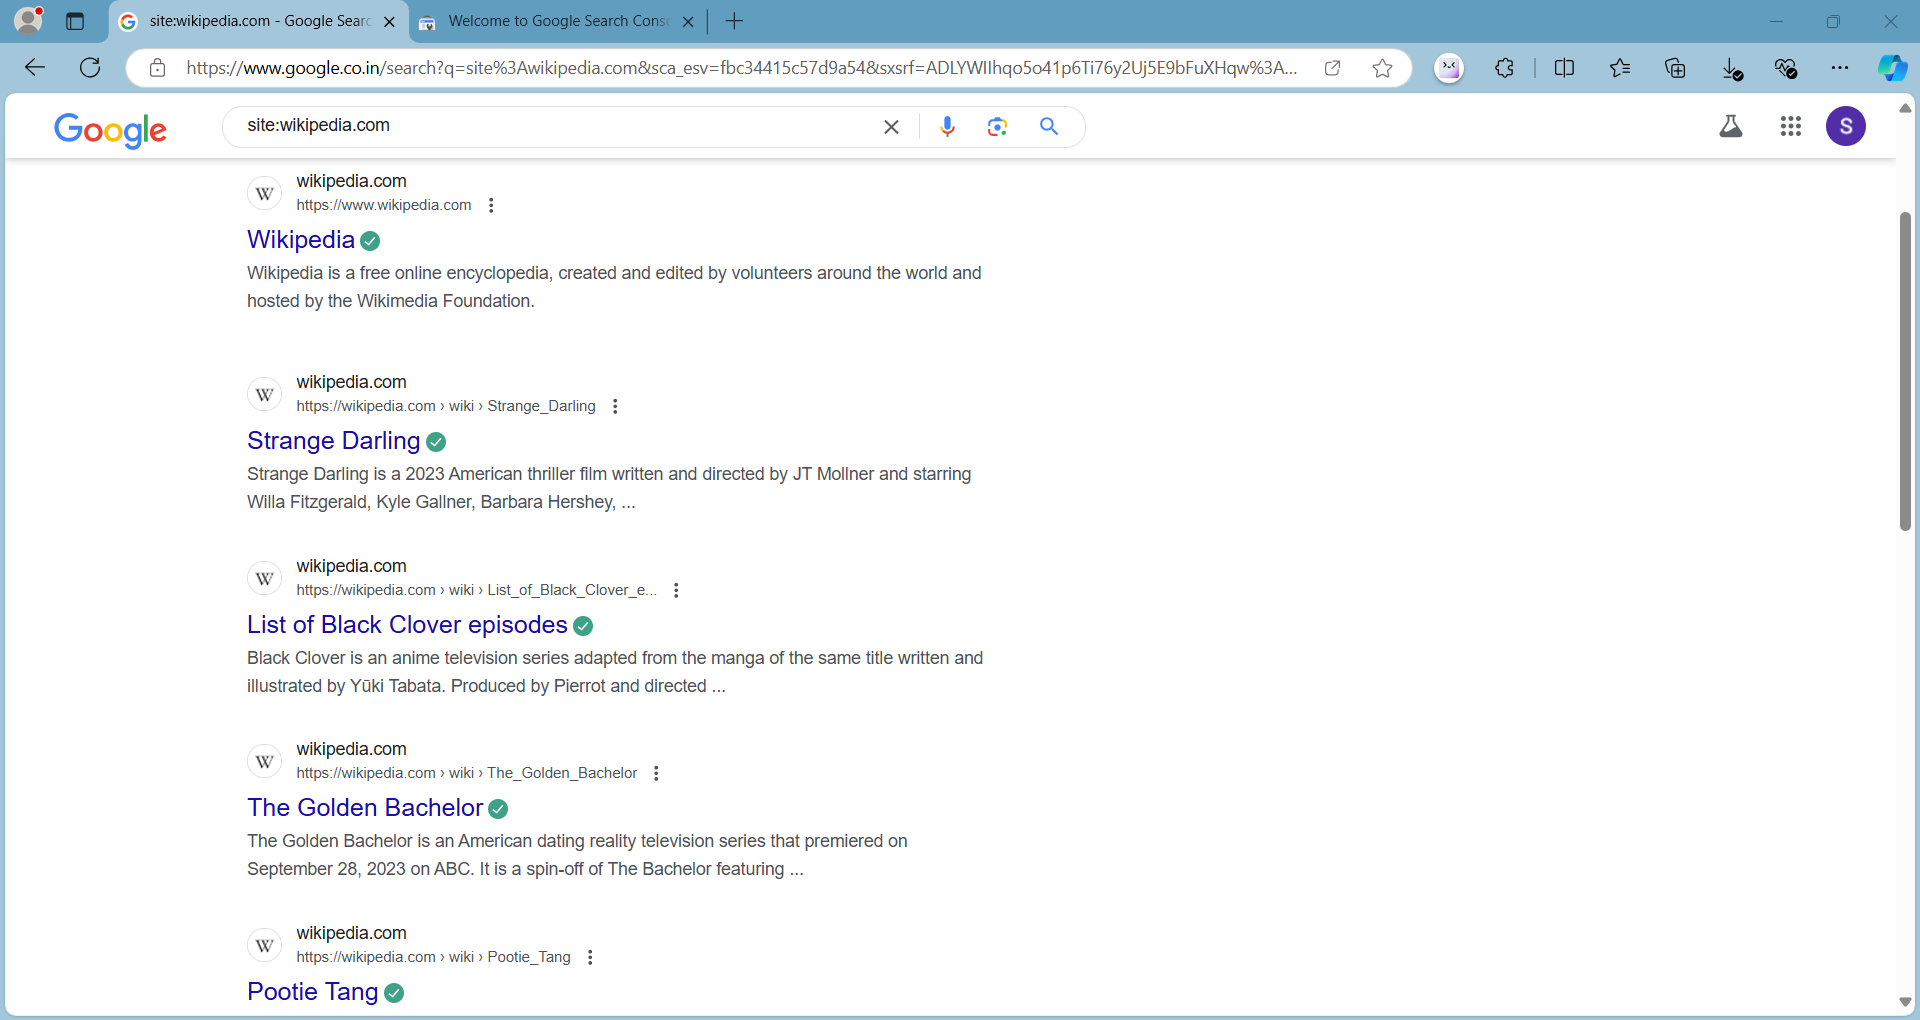 site:wikipedia.com - Google Searc
Welcome to Google Search Conso
https://www.google.co.in/search?q=site%3Awikipedia.com&sca_esv=fbc34415c57d9a54&sxsrf=ADLYWIIhqo5o41p6Ti76y2Uj5E9bFuXHqw%3A...
Google
site:wikipedia.com
S
W
wikipedia.com
https://www.wikipedia.com
Wikipedia
Wikipedia is a free online encyclopedia, created and edited by volunteers around the world and
hosted by the Wikimedia Foundation.
W
wikipedia.com
https://wikipedia.com › wiki › Strange_Darling
Strange Darling
Strange Darling is a 2023 American thriller film written and directed by JT Mollner and starring
Willa Fitzgerald, Kyle Gallner, Barbara Hershey, ...
W
wikipedia.com
https://wikipedia.com › wiki › List_of_Black_Clover_e...
List of Black Clover episodes
Black Clover is an anime television series adapted from the manga of the same title written and
illustrated by Yūki Tabata. Produced by Pierrot and directed ...
W
wikipedia.com
https://wikipedia.com › wiki › The_Golden_Bachelor
The Golden Bachelor
The Golden Bachelor is an American dating reality television series that premiered on
September 28, 2023 on ABC. It is a spin-off of The Bachelor featuring ...
W
wikipedia.com
https://wikipedia.com › wiki › Pootie_Tang
Pootie Tang